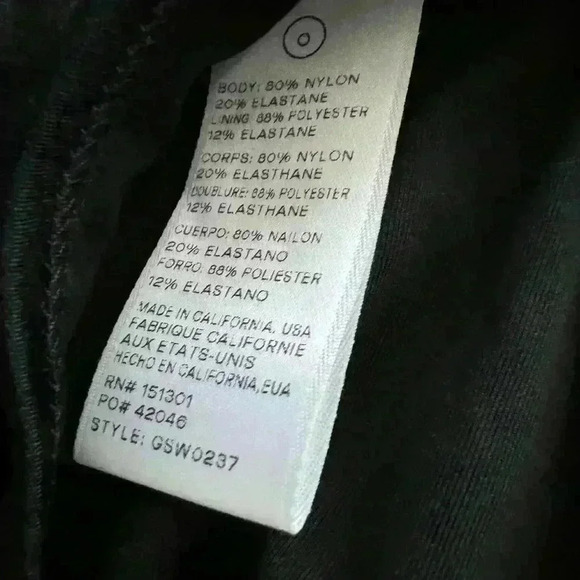 0
BODY: 80% NYLON
20% ELASTANE
LINING: 88% POLYESTER
12% ELASTANE
CORPS: 80% NYLON
20% ELASTHANE
DOUBLURE: 88% POLYESTER
12% ELASTHANE
CUERPO: 80% NAILON
20% ELASTANO
FORRO: 88% POLIESTER
12% ELASTANO
MADE IN CALIFORNIA, USA
FABRIQUE CALIFORNIE
AUX ETATS-UNIS
HECHO EN CALIFORNIA,EUA
RN# 151301
PO# 42046
STYLE: GSW0237